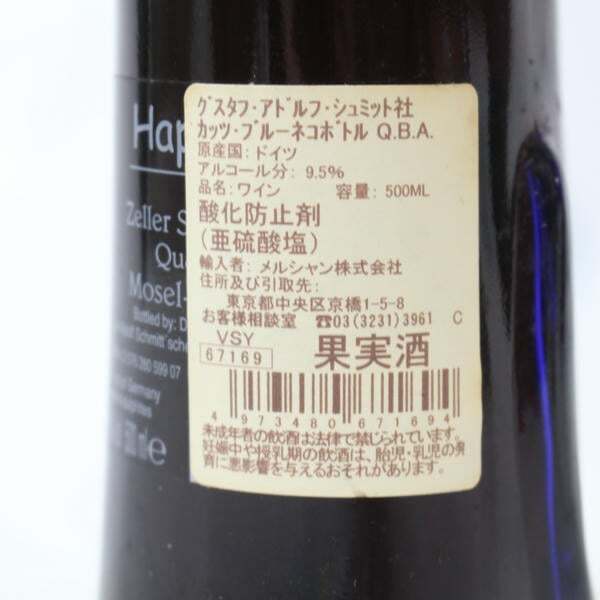 Hap
Zeller S
Qua
Mosel-
Bottled by: D
599 07
Germany
500 ml e
グスタフ・アドルフ・シュミット社
カッツ・ブルーネコボトル Q.B.A.
原産国：ドイツ
アルコール分：9.5%
品名：ワイン 容量：500ML
酸化防止剤
（亜硫酸塩）
輸入者：メルシャン株式会社
住所及び引取先：
東京都中央区京橋1-5-8
お客様相談室 ☎03(3231)3961 C
VSY
67169 果実酒
4 973480 671694
未成年者の飲酒は法律で禁じられています。
妊娠中や授乳期の飲酒は、胎児・乳児の発
育に悪影響を与えるおそれがあります。